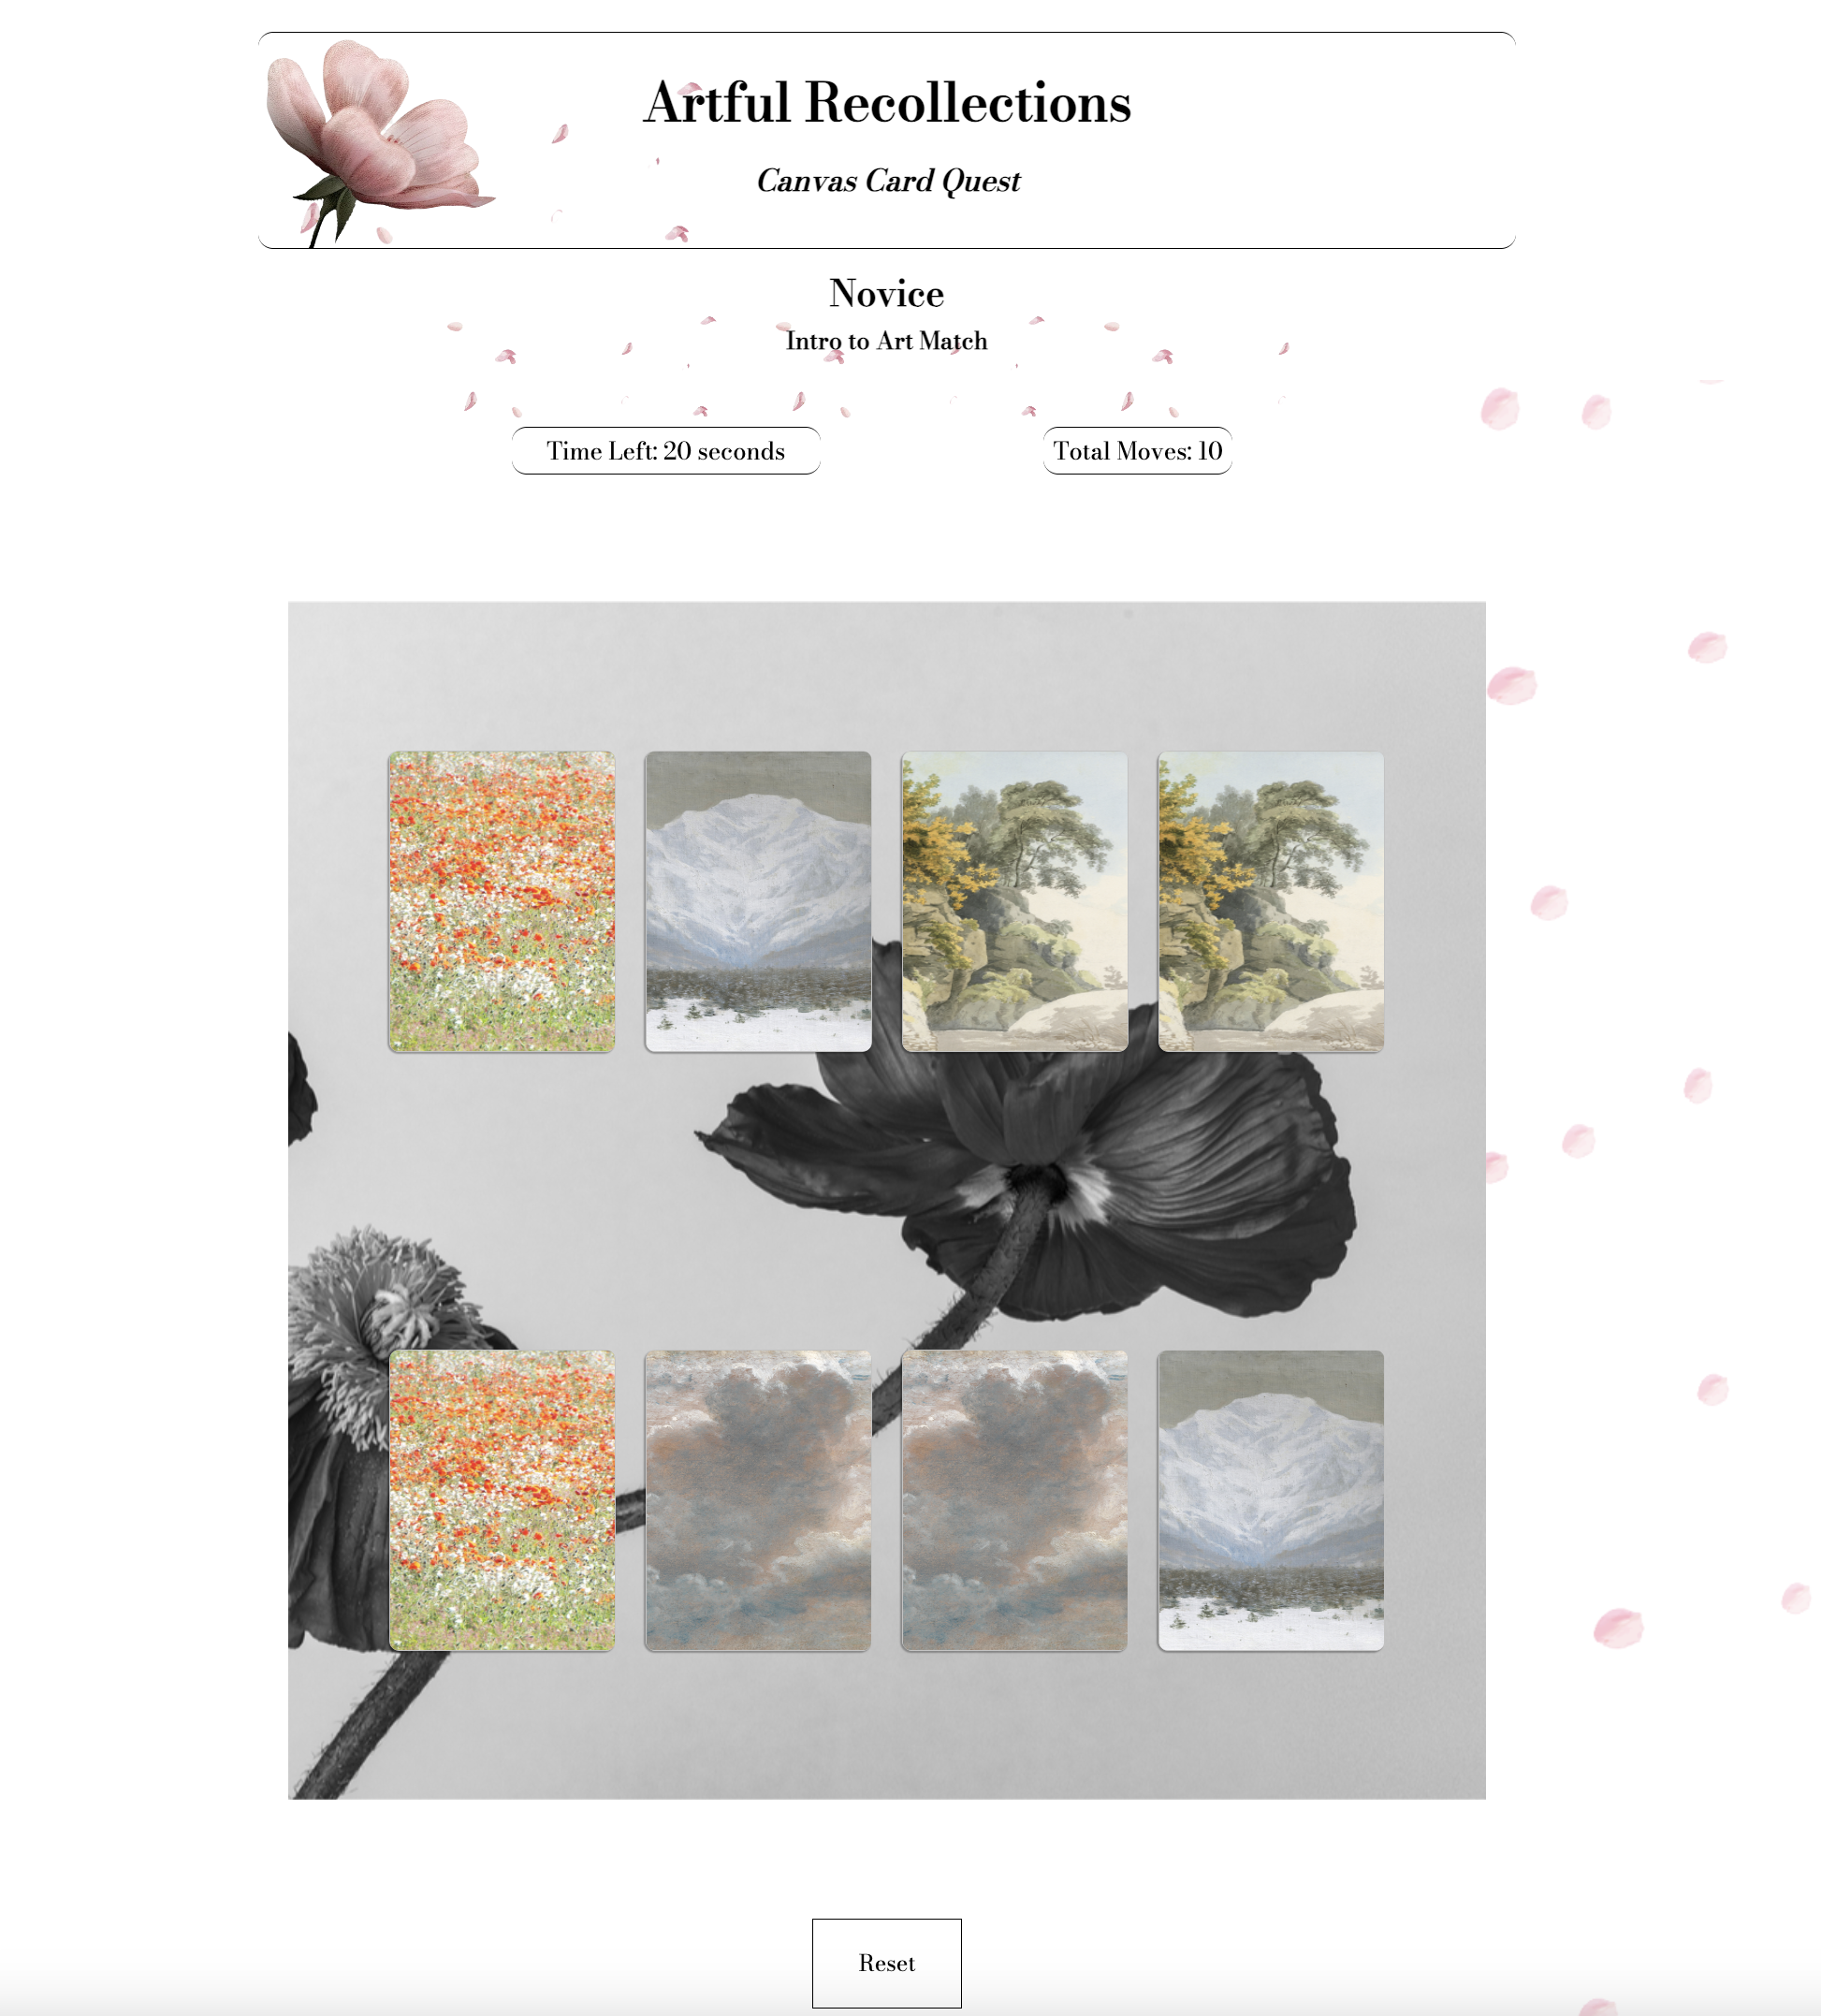 Artful Recollections
Canvas Card Quest
Novice
Intro to Art Match
Time Left: 20 seconds
Total Moves: 10
Reset